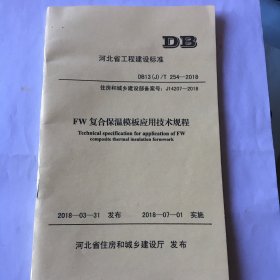 DB
河北省工程建设标准
DB13(J)/T 254—2018
住房和城乡建设部备案号：J14207—2018
FW 复合保温模板应用技术规程
Technical specification for application of FW
composite thermal insulation formwork
2018—03—31 发布 2018—07—01 实施
河北省住房和城乡建设厅 发布